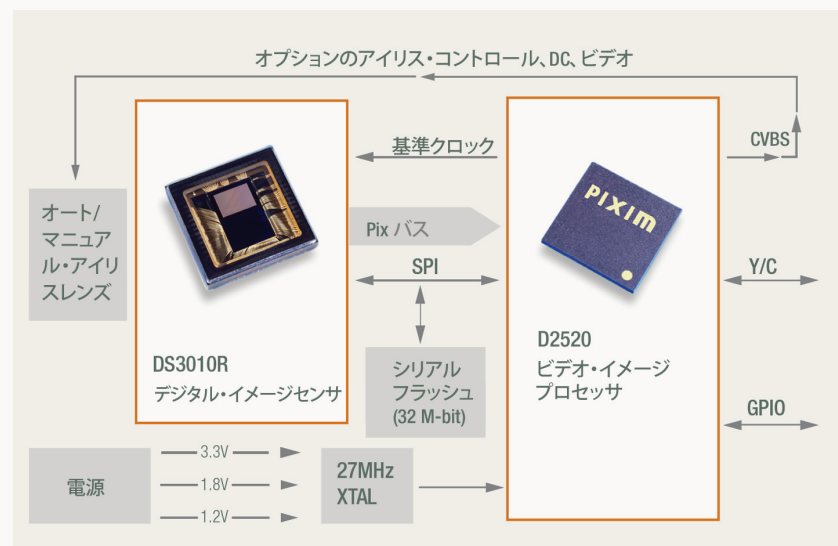 オプションのアイリス・コントロール、DC、ビデオ
基準クロック
CVBS
PIXIM
オート/
マニュア
ル・アイリ
スレンズ
Pix バス
SPI
Y/C
DS3010R
デジタル・イメージセンサ
シリアル
フラッシュ
(32 M-bit)
D2520
ビデオ・イメージ
プロセッサ
GPIO
電源
3.3V
1.8V
1.2V
27MHz
XTAL